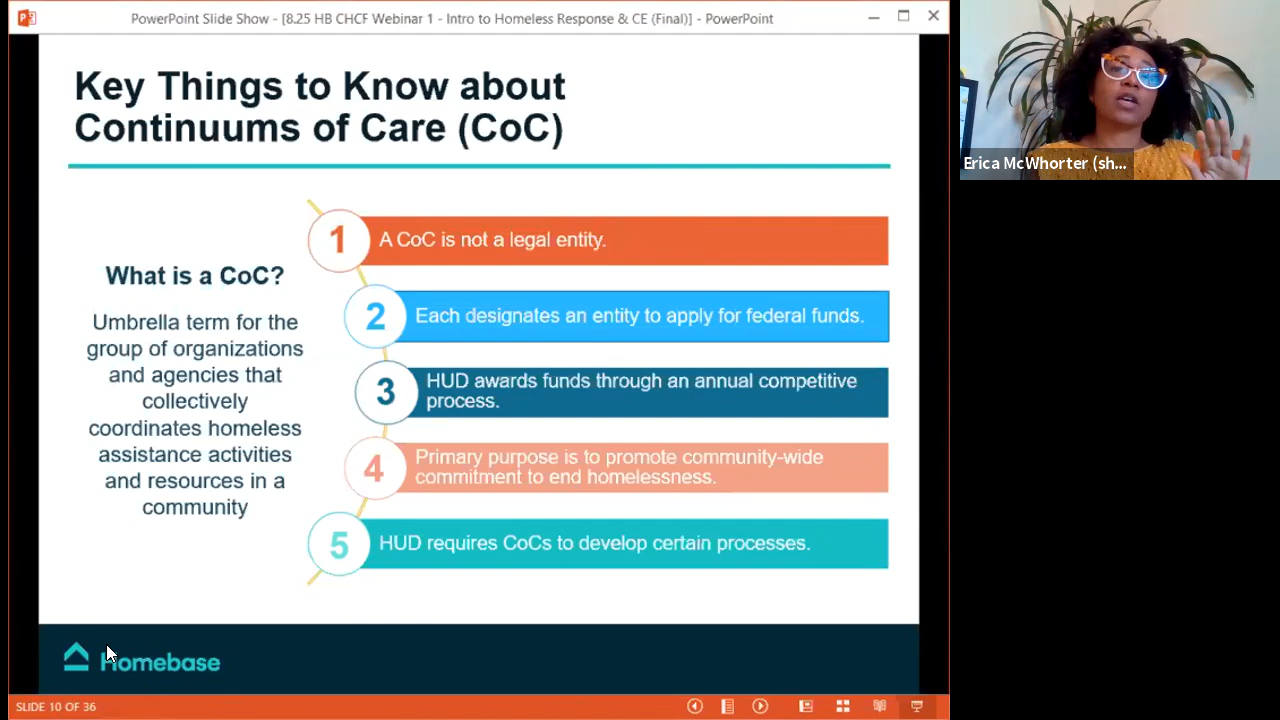 PowerPoint Slide Show - [8.25 HB CHCF Webinar 1 - Intro to Homeless Response & CE (Final)] - PowerPoint
Key Things to Know about
Continuums of Care (CoC)
What is a CoC?
Umbrella term for the
group of organizations
and agencies that
collectively
coordinates homeless
assistance activities
and resources in a
community
1
A CoC is not a legal entity.
2
Each designates an entity to apply for federal funds.
3
HUD awards funds through an annual competitive
process.
4
Primary purpose is to promote community-wide
commitment to end homelessness.
5
HUD requires CoCs to develop certain processes.
Homebase
SLIDE 10 OF 36
Erica McWhorter (sh...